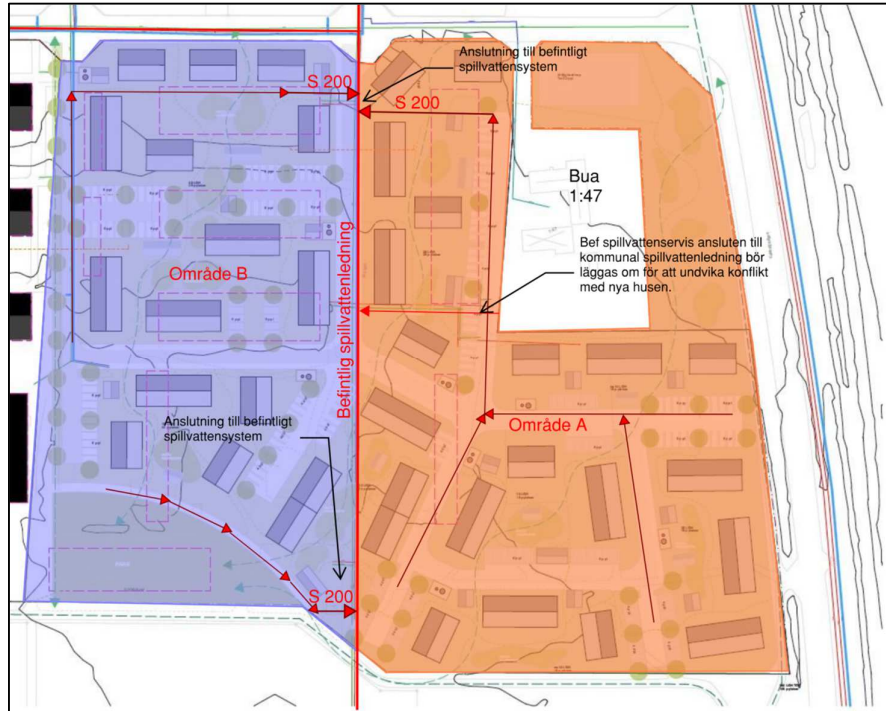 Anslutning till befintligt
spillvattensystem
S 200
S 200
Bua
1:47
Bef spillvattenservis ansluten till
kommunal spillvattenledning bör
läggas om för att undvika konflikt
med nya husen.
Område B
Befintlig spillvattenledning
Anslutning till befintligt
spillvattensystem
Område A
S 200